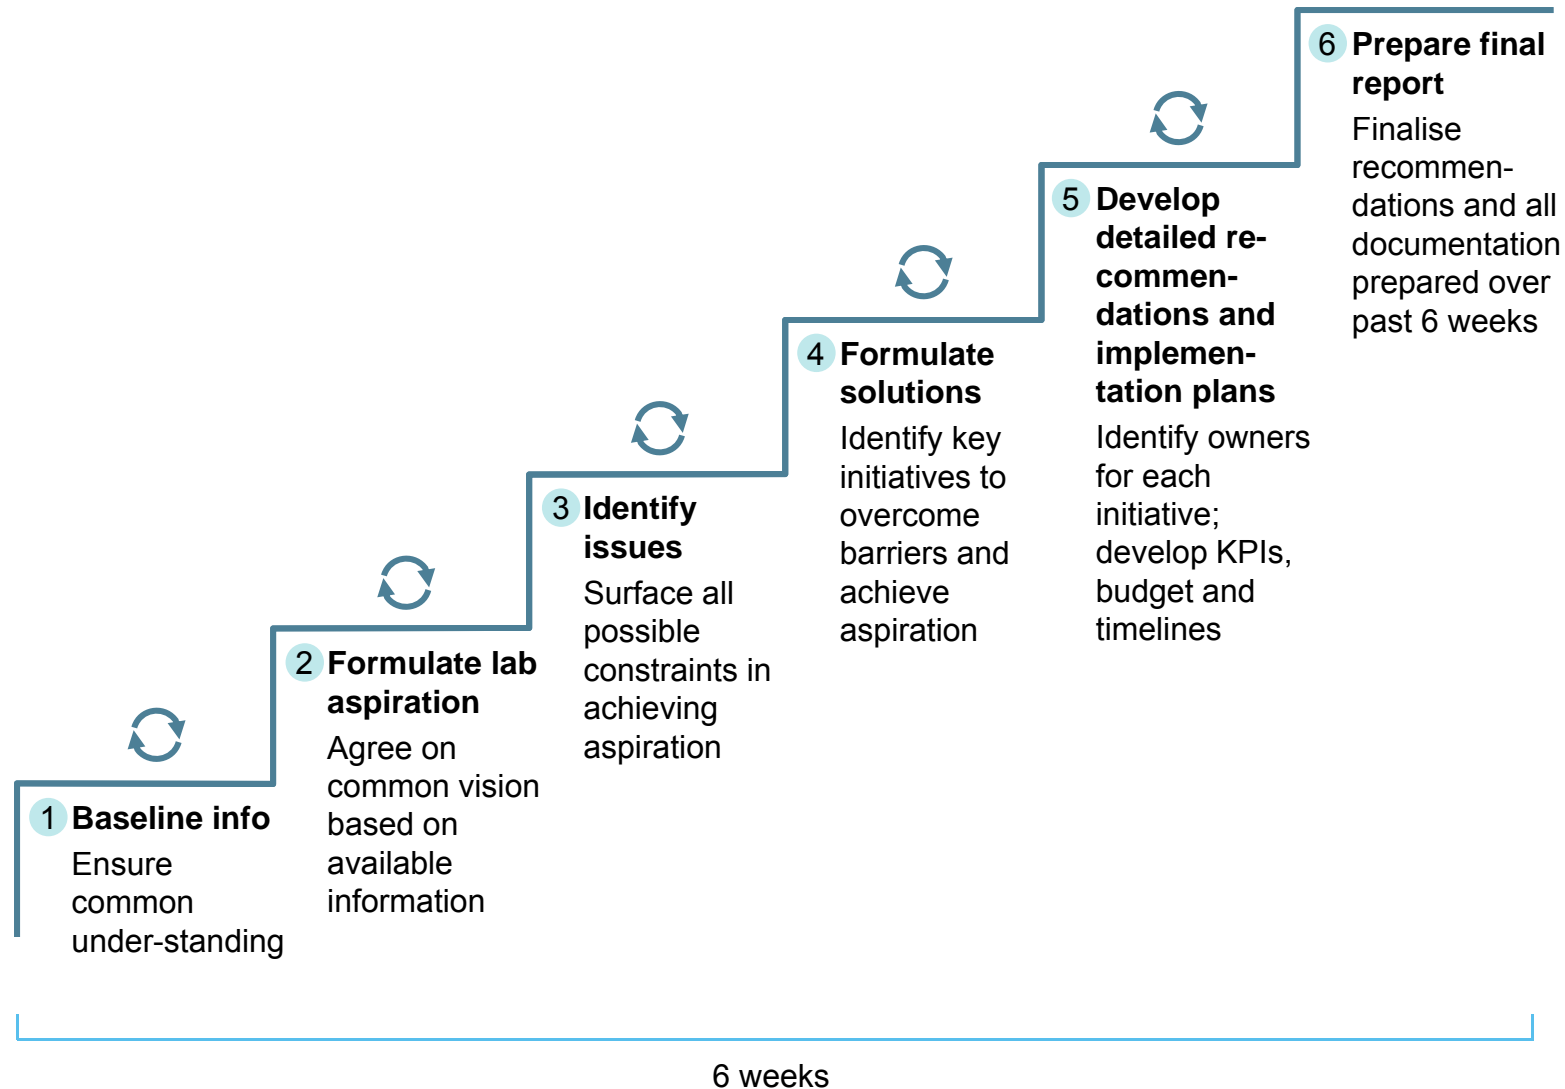 1 Baseline info
Ensure
common
under-standing
2 Formulate lab
aspiration
Agree on
common vision
based on
available
information
3 Identify
issues
Surface all
possible
constraints in
achieving
aspiration
4 Formulate
solutions
Identify key
initiatives to
overcome
barriers and
achieve
aspiration
5 Develop
detailed re-
commen-
dations and
implemen-
tation plans
Identify owners
for each
initiative;
develop KPIs,
budget and
timelines
6 Prepare final
report
Finalise
recommen-
dations and all
documentation
prepared over
past 6 weeks
6 weeks